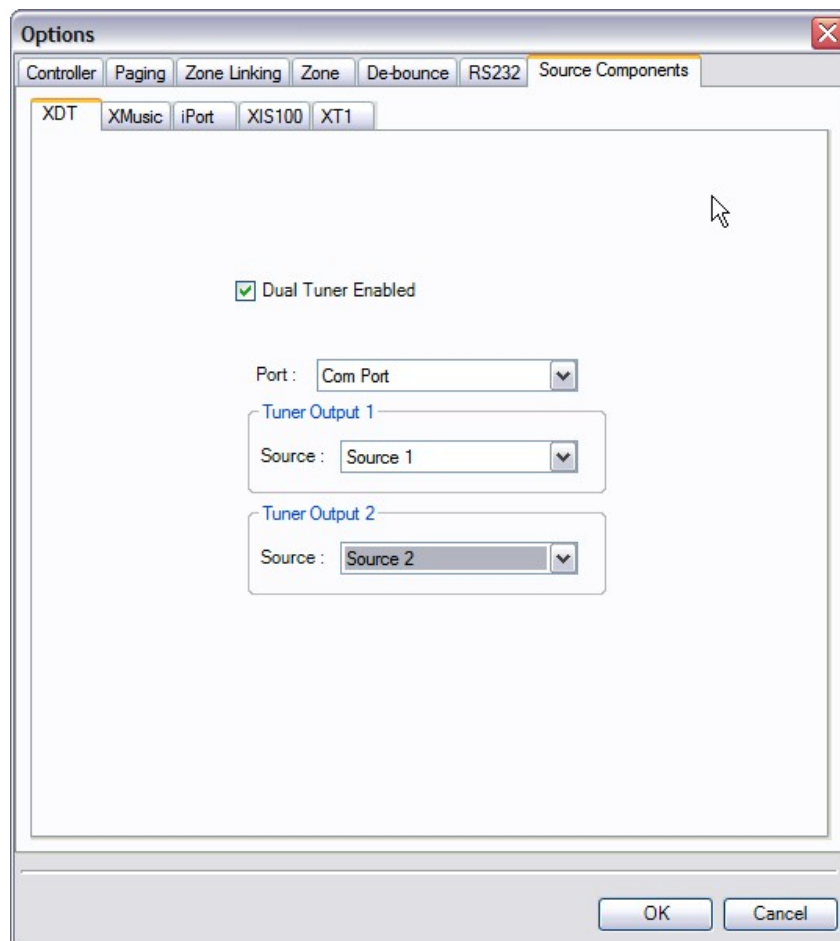 Options
Controller Paging Zone Linking Zone De-bounce RS232 Source Components
XDT XMusic iPort XIS100 XT1
Dual Tuner Enabled
Port : Com Port
Tuner Output 1
Source : Source 1
Tuner Output 2
Source : Source 2
OK Cancel